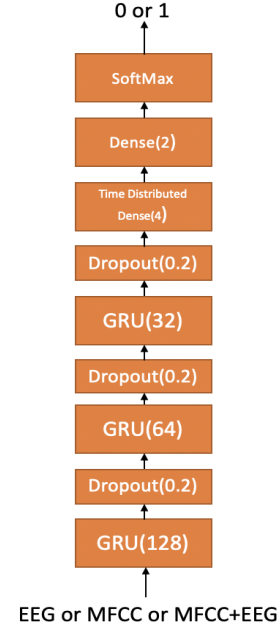 0 or 1
SoftMax
Dense(2)
Time Distributed
Dense(4)
Dropout(0.2)
GRU(32)
Dropout(0.2)
GRU(64)
Dropout(0.2)
GRU(128)
EEG or MFCC or MFCC+EEG